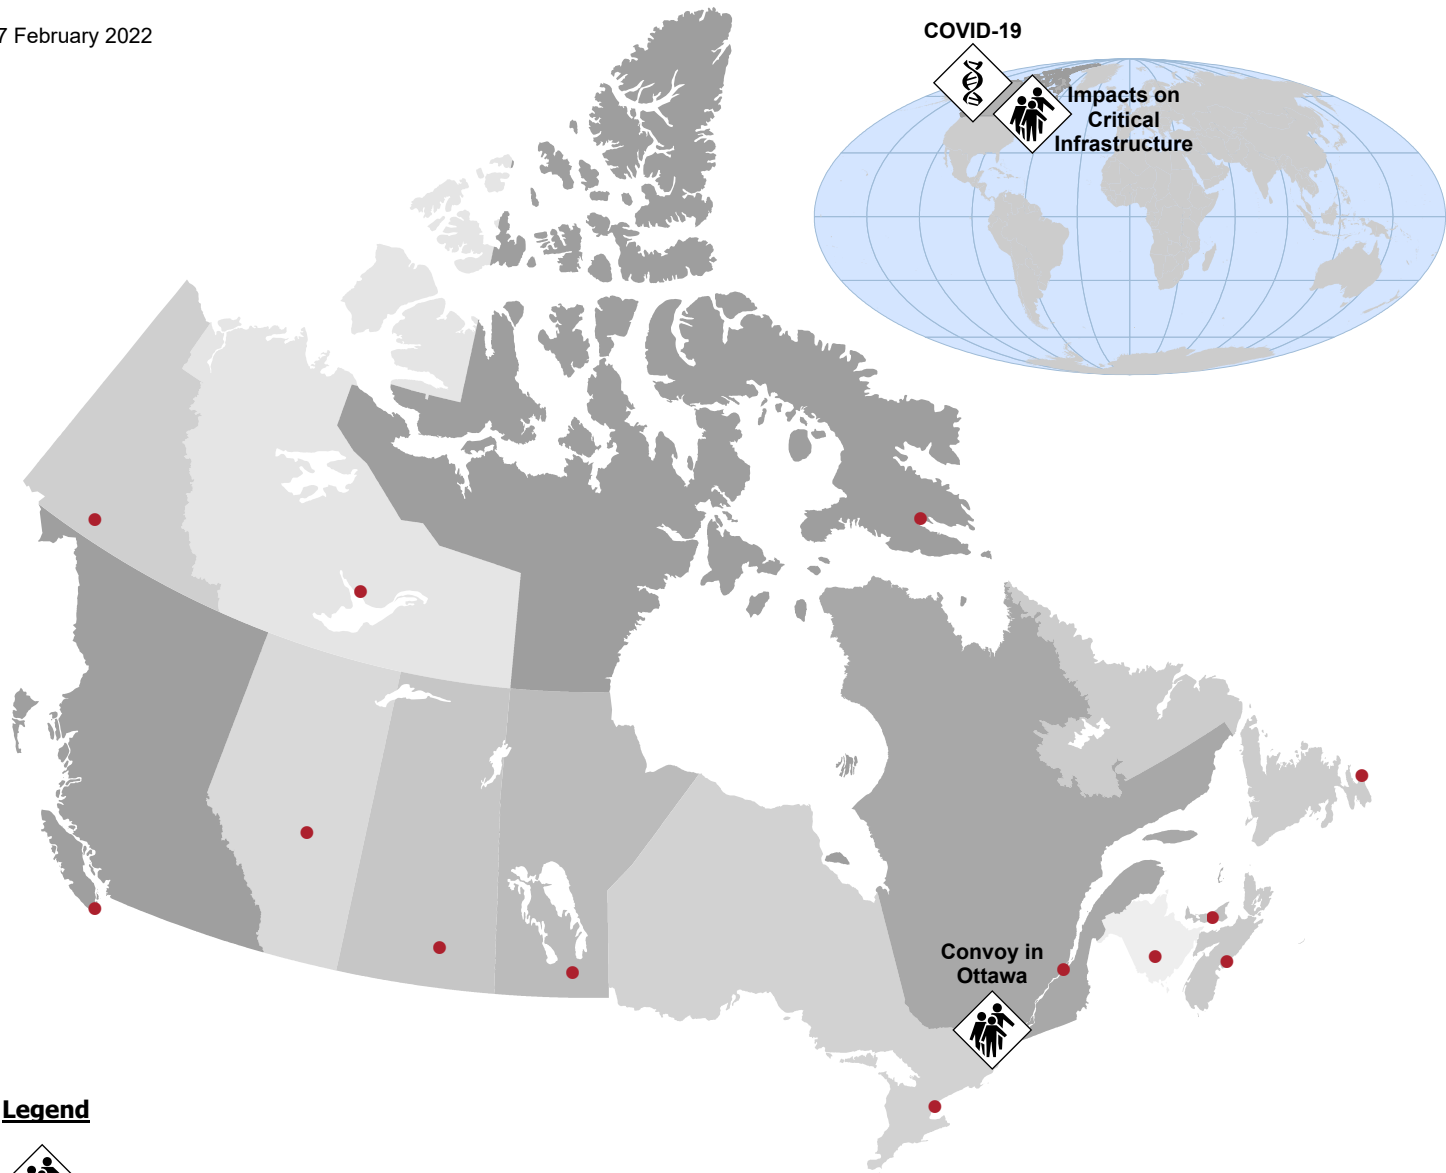 7 February 2022
COVID-19
Impacts on
Critical
Infrastructure
Convoy in
Ottawa
Legend